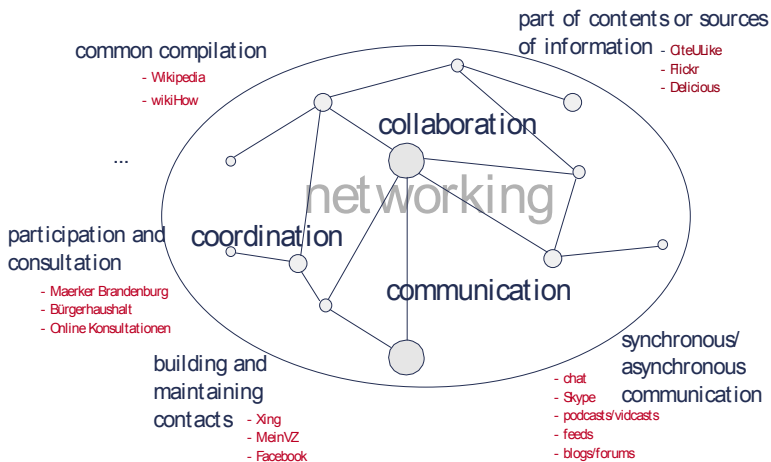 part of contents or sources
of information
- CiteULike
- Flickr
- Delicious
common compilation
- Wikipedia
- wikiHow
...
collaboration
networking
coordination
communication
participation and
consultation
- Maerker Brandenburg
- Bürgerhaushalt
- Online Konsultationen
building and
maintaining
contacts
- Xing
- MeinVZ
- Facebook
synchronous/
asynchronous
communication
- chat
- Skype
- podcasts/vidcasts
- feeds
- blogs/forums